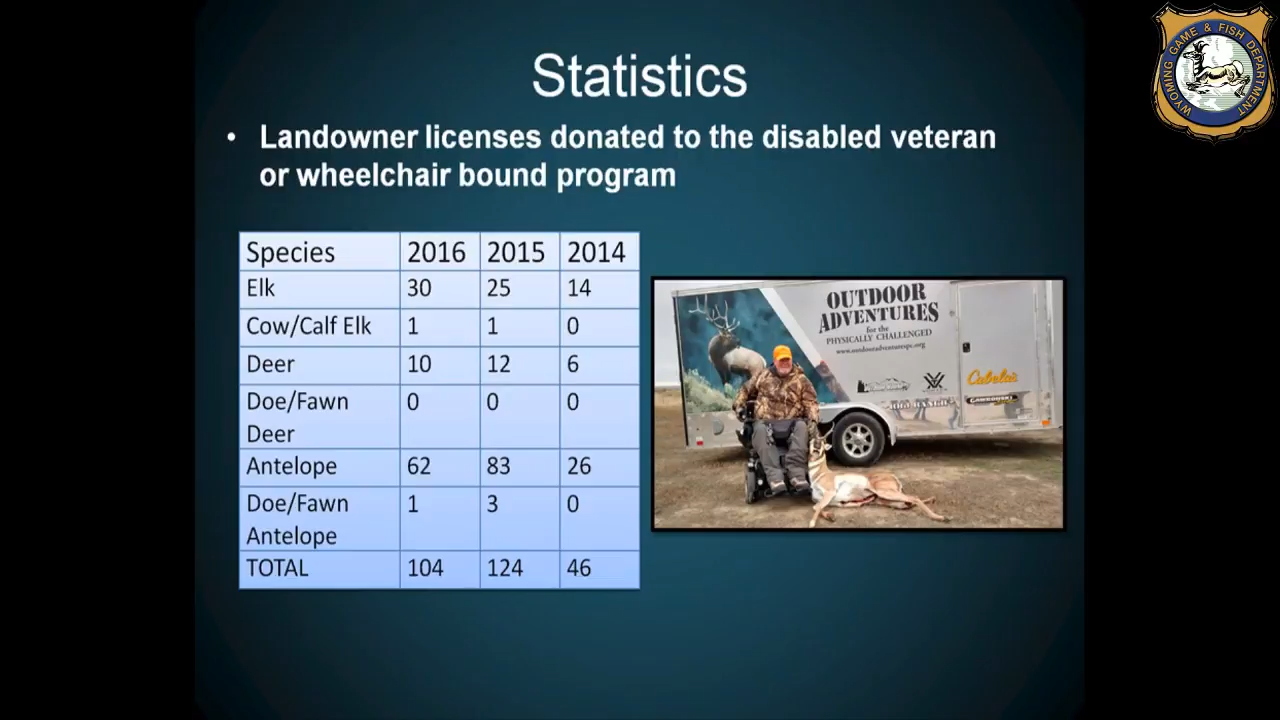 Statistics
• Landowner licenses donated to the disabled veteran
or wheelchair bound program
Species 2016 2015 2014
Elk 30 25 14
Cow/Calf Elk 1 1 0
Deer 10 12 6
Doe/Fawn
Deer 0 0 0
Antelope 62 83 26
Doe/Fawn
Antelope 1 3 0
TOTAL 104 124 46
OUTDOOR
ADVENTURES
for the
PHYSICALLY CHALLENGED
www.outdooradventurespc.org
Cabela's
GAWRONSKI
WYOMING GAME & FISH DEPARTMENT